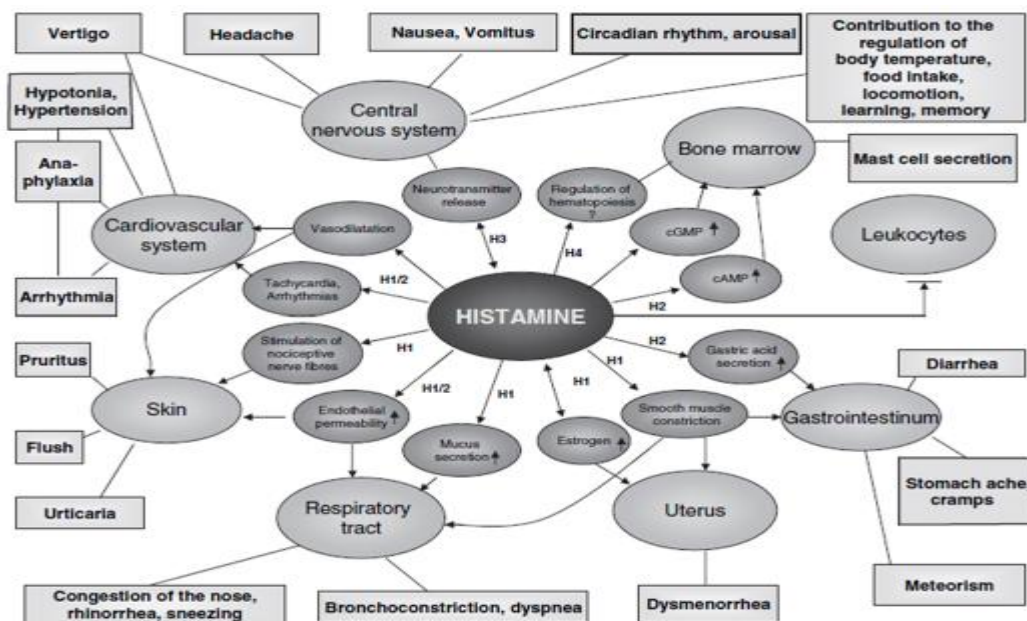 Vertigo
Headache
Nausea, Vomitus
Circadian rhythm, arousal
Contribution to the
regulation of
body temperature,
food intake,
locomotion,
learning, memory
Hypotonia,
Hypertension
Central
nervous system
Bone marrow
Mast cell secretion
Ana-
phylaxia
Neurotransmitter
release
Regulation of
hematopoiesis
?
Cardiovascular
system
Vasodilatation
cGMP ↑
Leukocytes
H3
H4
Arrhythmia
Tachycardia,
Arrhythmias
H1/2
cAMP ↑
H2
HISTAMINE
Pruritus
Stimulation of
nociceptive
nerve fibres
H1
H2
Gastric acid
secretion ↑
Diarrhea
H1/2
H1
H1
H1
Skin
Endothelial
permeability ↑
Smooth muscle
constriction
Gastrointestinum
Flush
Mucus
secretion ↑
Estrogen ↑
Stomach ache
cramps
Urticaria
Respiratory
tract
Uterus
Meteorism
Congestion of the nose,
rhinorrhea, sneezing
Bronchoconstriction, dyspnea
Dysmenorrhea